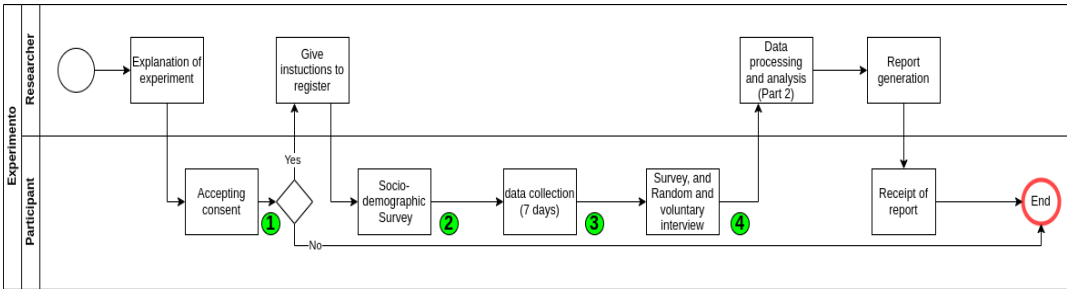 Experimento
Researcher
Participant
Explanation of
experiment
Give
instuctions to
register
Data
processing
and analysis
(Part 2)
Report
generation
Yes
Accepting
consent
1
Socio-
demographic
Survey
2
data collection
(7 days)
3
Survey, and
Random and
voluntary
interview
4
Receipt of
report
End
No